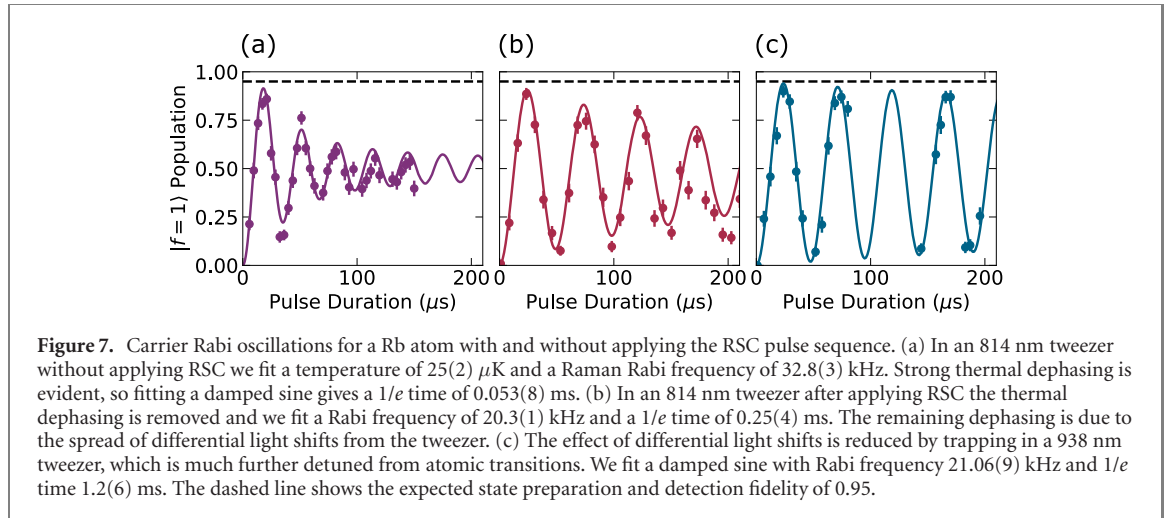 (a)
(b)
(c)
1.00
0.75
0.50
0.25
0.00
|f = 1⟩ Population
0
100
200
0
100
200
0
100
200
Pulse Duration (μs)
Pulse Duration (μs)
Pulse Duration (μs)
Figure 7. Carrier Rabi oscillations for a Rb atom with and without applying the RSC pulse sequence. (a) In an 814 nm tweezer
without applying RSC we fit a temperature of 25(2) μK and a Raman Rabi frequency of 32.8(3) kHz. Strong thermal dephasing is
evident, so fitting a damped sine gives a 1/e time of 0.053(8) ms. (b) In an 814 nm tweezer after applying RSC the thermal
dephasing is removed and we fit a Rabi frequency of 20.3(1) kHz and a 1/e time of 0.25(4) ms. The remaining dephasing is due to
the spread of differential light shifts from the tweezer. (c) The effect of differential light shifts is reduced by trapping in a 938 nm
tweezer, which is much further detuned from atomic transitions. We fit a damped sine with Rabi frequency 21.06(9) kHz and 1/e
time 1.2(6) ms. The dashed line shows the expected state preparation and detection fidelity of 0.95.